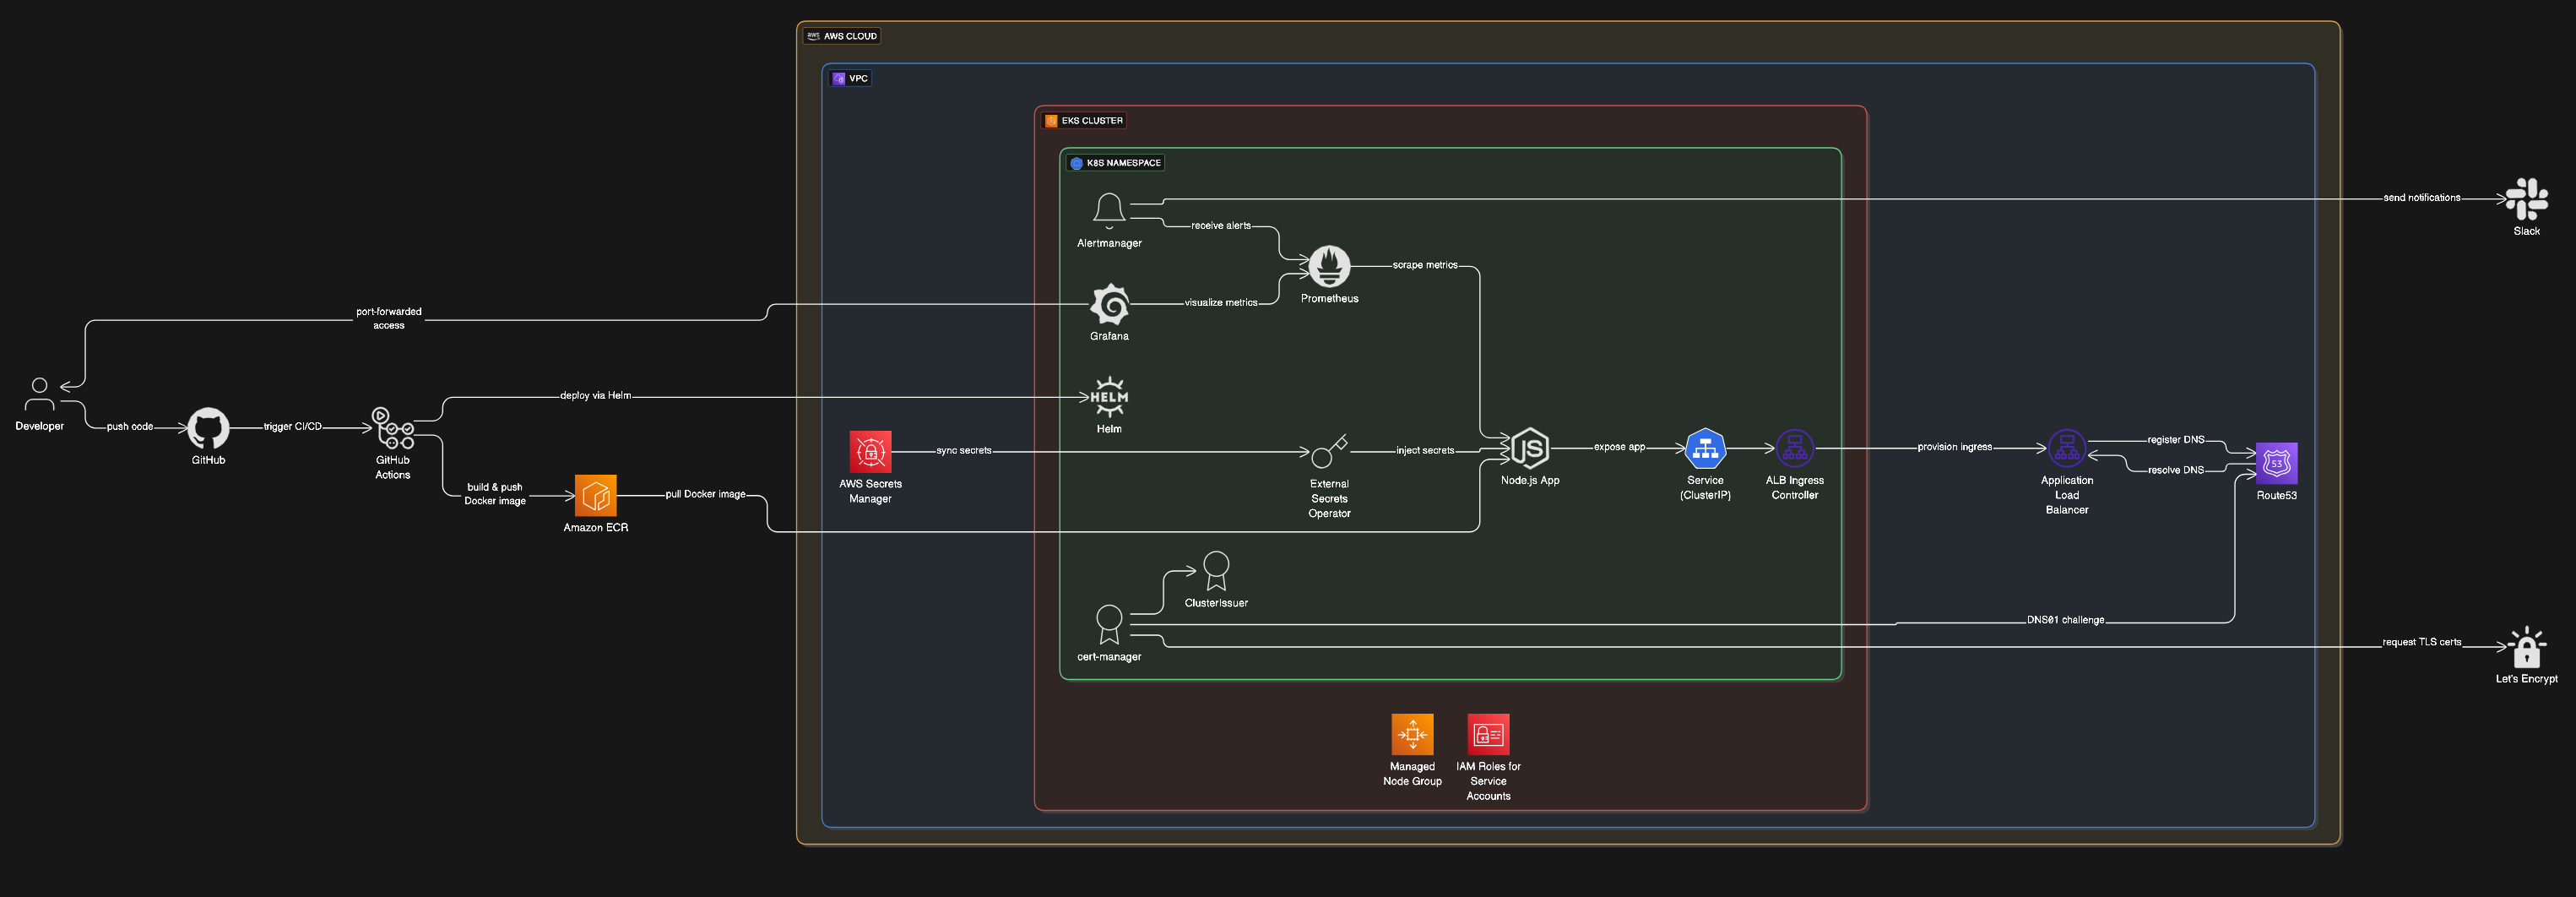 AWS CLOUD
VPC
EKS CLUSTER
K8S NAMESPACE
send notifications
Slack
receive alerts
Alertmanager
scrape metrics
Prometheus
visualize metrics
Grafana
port-forwarded
access
deploy via Helm
HELM
Helm
Developer
push code
GitHub
trigger CI/CD
GitHub
Actions
build & push
Docker image
Amazon ECR
pull Docker image
AWS Secrets
Manager
sync secrets
External
Secrets
Operator
inject secrets
JS
Node.js App
expose app
Service
(ClusterIP)
ALB Ingress
Controller
provision ingress
Application
Load
Balancer
register DNS
resolve DNS
53
Route53
ClusterIssuer
cert-manager
DNS01 challenge
request TLS certs
Let's Encrypt
Managed
Node Group
IAM Roles for
Service
Accounts